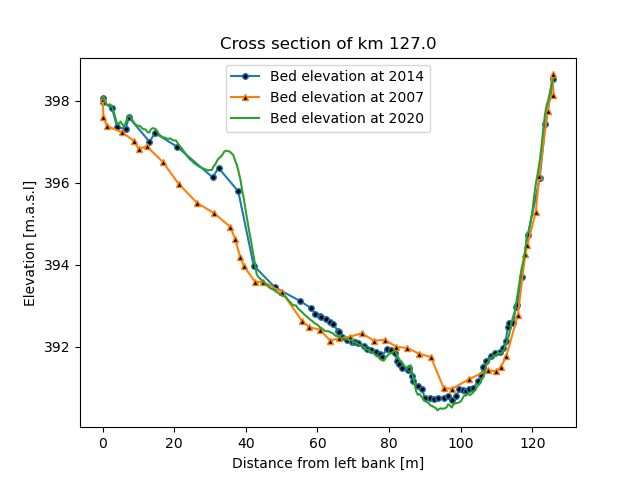 Cross section of km 127.0
Bed elevation at 2014
Bed elevation at 2007
Bed elevation at 2020
Elevation [m.a.s.l]
398
396
394
392
0 20 40 60 80 100 120
Distance from left bank [m]